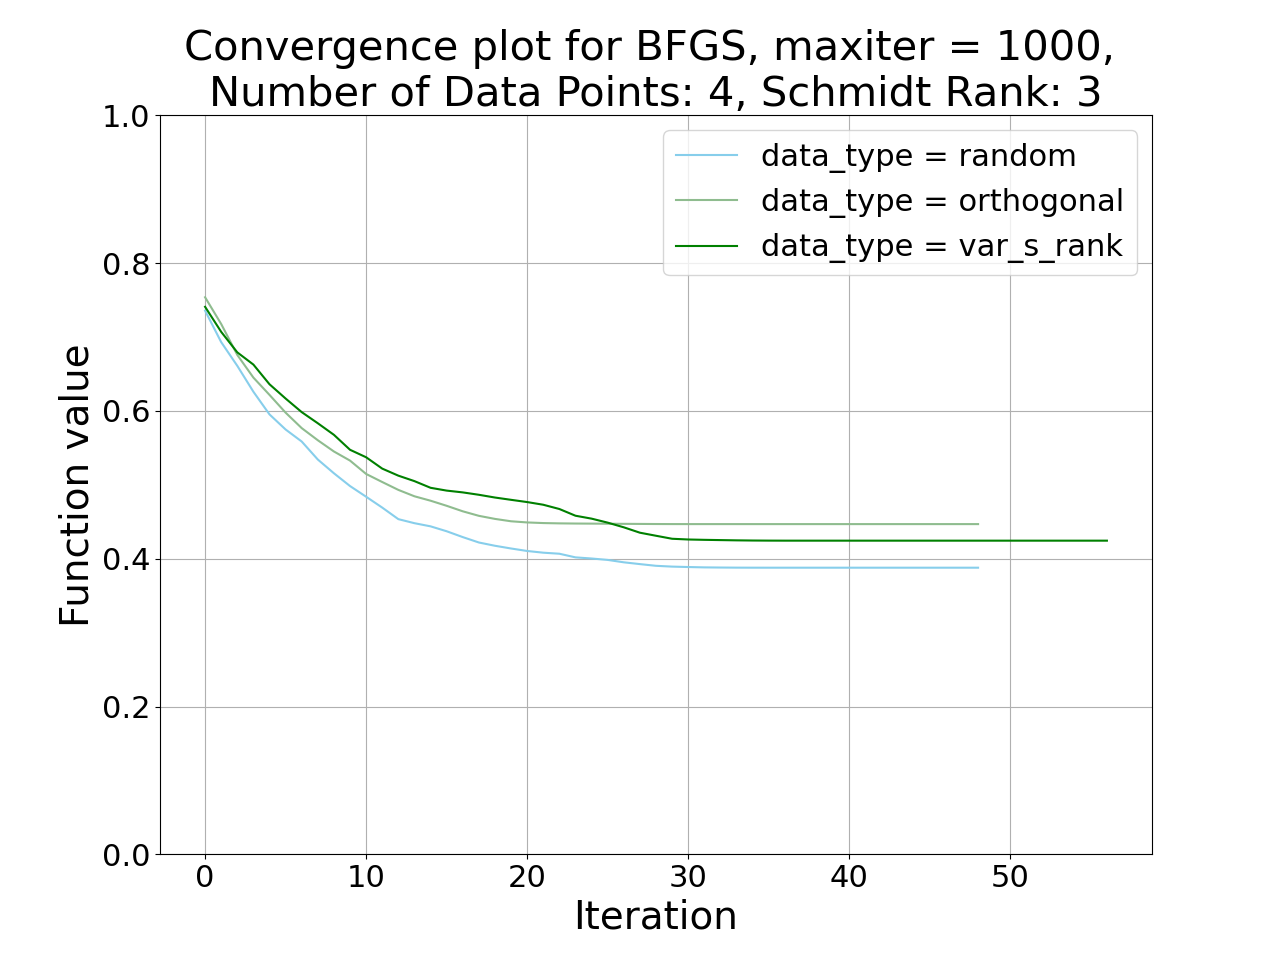 Convergence plot for BFGS, maxiter = 1000,
Number of Data Points: 4, Schmidt Rank: 3
1.0
0.8
0.6
0.4
0.2
0.0
Function value
data_type = random
data_type = orthogonal
data_type = var_s_rank
0 10 20 30 40 50
Iteration